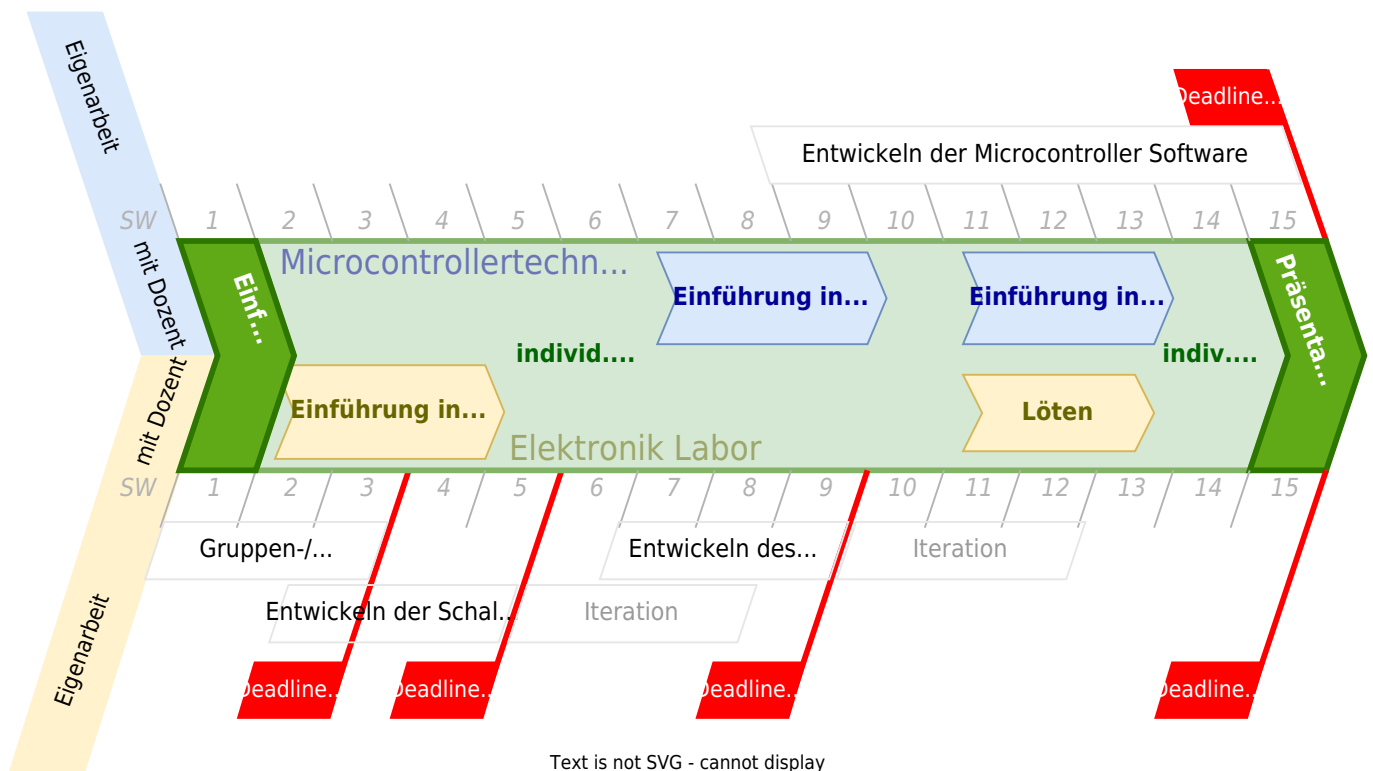 Eigenarbeit
Deadline...
Entwickeln der Microcontroller Software
SW 1 2 3 4 5 6 7 8 9 10 11 12 13 14 15
mit Dozent
Microcontrollertechn...
Einf...
Einführung in...
Einführung in...
Präsenta...
individ....
indiv....
mit Dozent
Einführung in...
Löten
Elektronik Labor
SW 1 2 3 4 5 6 7 8 9 10 11 12 13 14 15
Gruppen-/...
Entwickeln des...
Iteration
Entwickeln der Schal...
Iteration
Eigenarbeit
Deadline...
Deadline...
Deadline...
Deadline...
Text is not SVG - cannot display